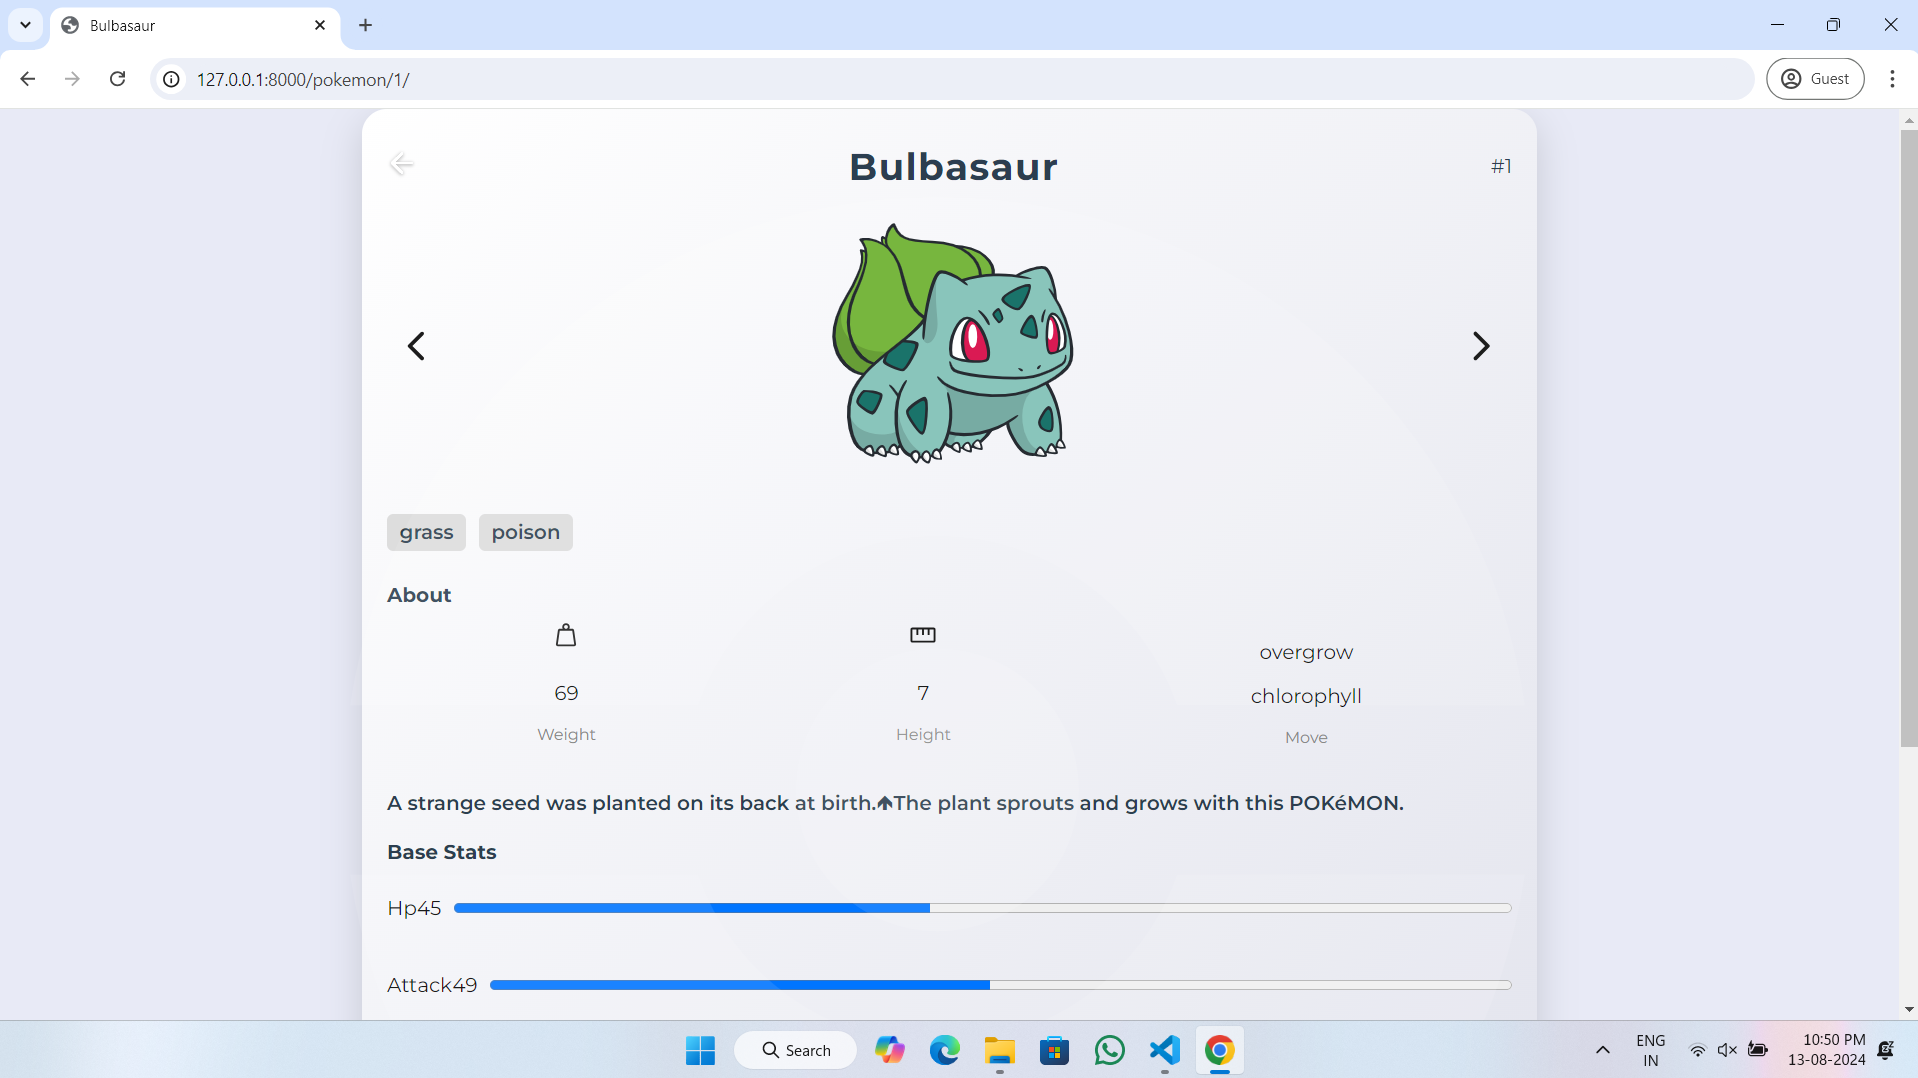 Bulbasaur
127.0.0.1:8000/pokemon/1/
Guest
Bulbasaur
#1
grass poison
About
69
Weight
7
Height
overgrow
chlorophyll
Move
A strange seed was planted on its back at birth.🡹The plant sprouts and grows with this POKéMON.
Base Stats
Hp45
Attack49
Search
ENG
IN
10:50 PM
13-08-2024